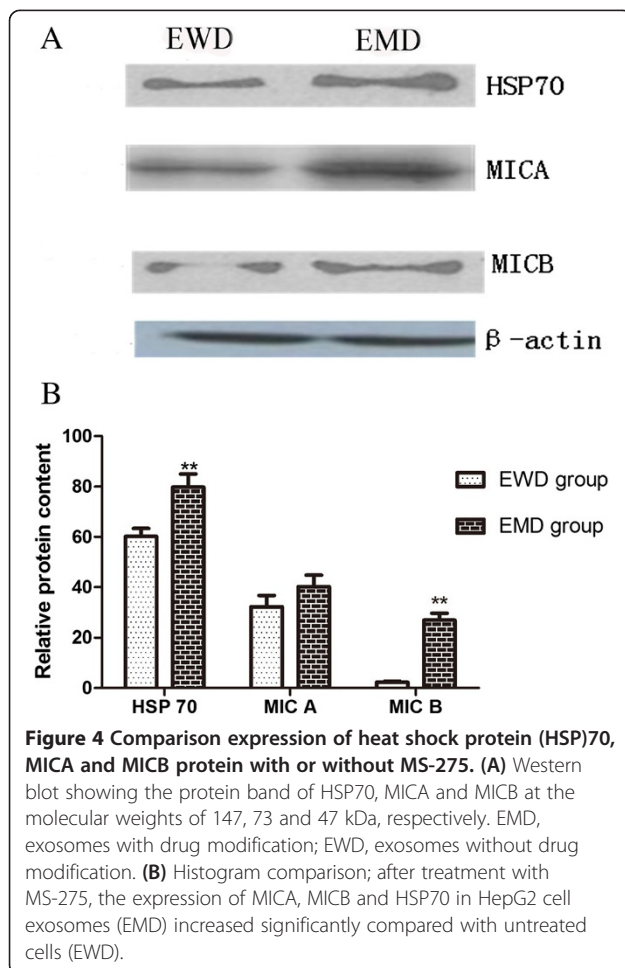 A
EWD EMD
HSP70
MICA
MICB
β-actin
B
Relative protein content
100
80
60
40
20
0
**
**
HSP 70 MIC A MIC B
EWD group
EMD group
Figure 4 Comparison expression of heat shock protein (HSP)70,
MICA and MICB protein with or without MS-275. (A) Western
blot showing the protein band of HSP70, MICA and MICB at the
molecular weights of 147, 73 and 47 kDa, respectively. EMD,
exosomes with drug modification; EWD, exosomes without drug
modification. (B) Histogram comparison; after treatment with
MS-275, the expression of MICA, MICB and HSP70 in HepG2 cell
exosomes (EMD) increased significantly compared with untreated
cells (EWD).